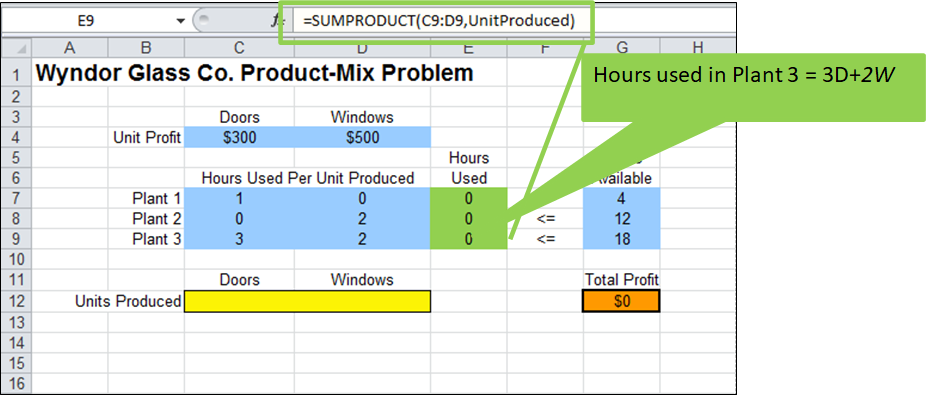 E9 fx =SUMPRODUCT(C9:D9,UnitProduced)
A B C D E F G H
1 Wyndor Glass Co. Product-Mix Problem
2
3 Doors Windows
4 Unit Profit $300 $500
Hours used in Plant 3 = 3D+2W
5 Hours
6 Hours Used Per Unit Produced Used
7 Plant 1 1 0 0 4
8 Plant 2 0 2 0 <= 12
9 Plant 3 3 2 0 <= 18
10
11 Doors Windows Total Profit
12 Units Produced $0
13
14
15
16